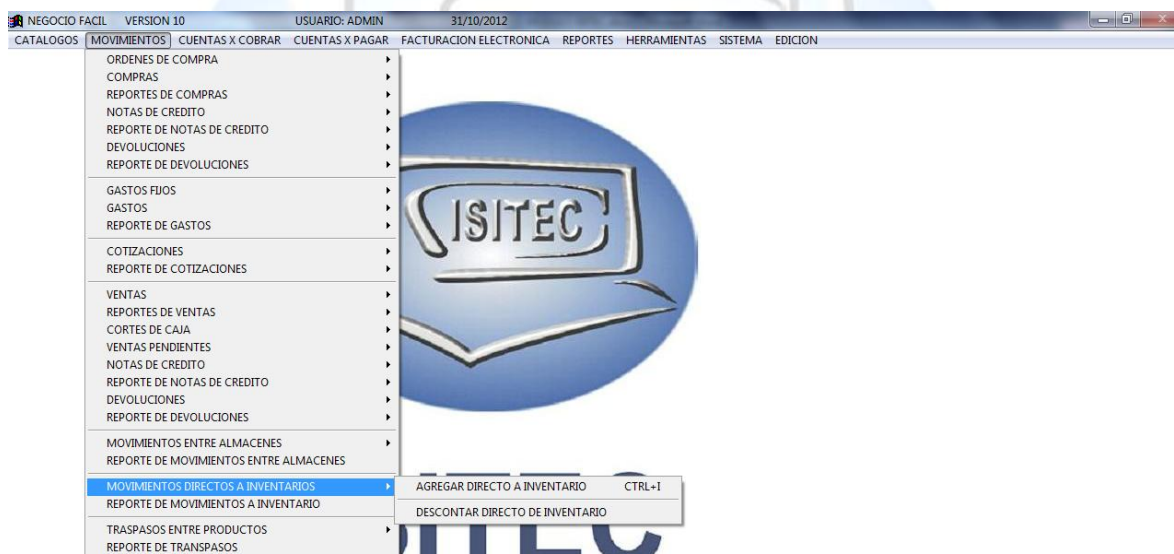 NEGOCIO FACIL VERSION 10 USUARIO: ADMIN 31/10/2012
CATALOGOS MOVIMIENTOS CUENTAS X COBRAR CUENTAS X PAGAR FACTURACION ELECTRONICA REPORTES HERRAMIENTAS SISTEMA EDICION
ORDENES DE COMPRA
COMPRAS
REPORTES DE COMPRAS
NOTAS DE CREDITO
REPORTE DE NOTAS DE CREDITO
DEVOLUCIONES
REPORTE DE DEVOLUCIONES
GASTOS FIJOS
GASTOS
REPORTE DE GASTOS
COTIZACIONES
REPORTE DE COTIZACIONES
VENTAS
REPORTES DE VENTAS
CORTES DE CAJA
VENTAS PENDIENTES
NOTAS DE CREDITO
REPORTE DE NOTAS DE CREDITO
DEVOLUCIONES
REPORTE DE DEVOLUCIONES
MOVIMIENTOS ENTRE ALMACENES
REPORTE DE MOVIMIENTOS ENTRE ALMACENES
MOVIMIENTOS DIRECTOS A INVENTARIOS
REPORTE DE MOVIMIENTOS A INVENTARIO
TRASPASOS ENTRE PRODUCTOS
REPORTE DE TRANSPASOS
AGREGAR DIRECTO A INVENTARIO CTRL+I
DESCONTAR DIRECTO DE INVENTARIO
ISITEC